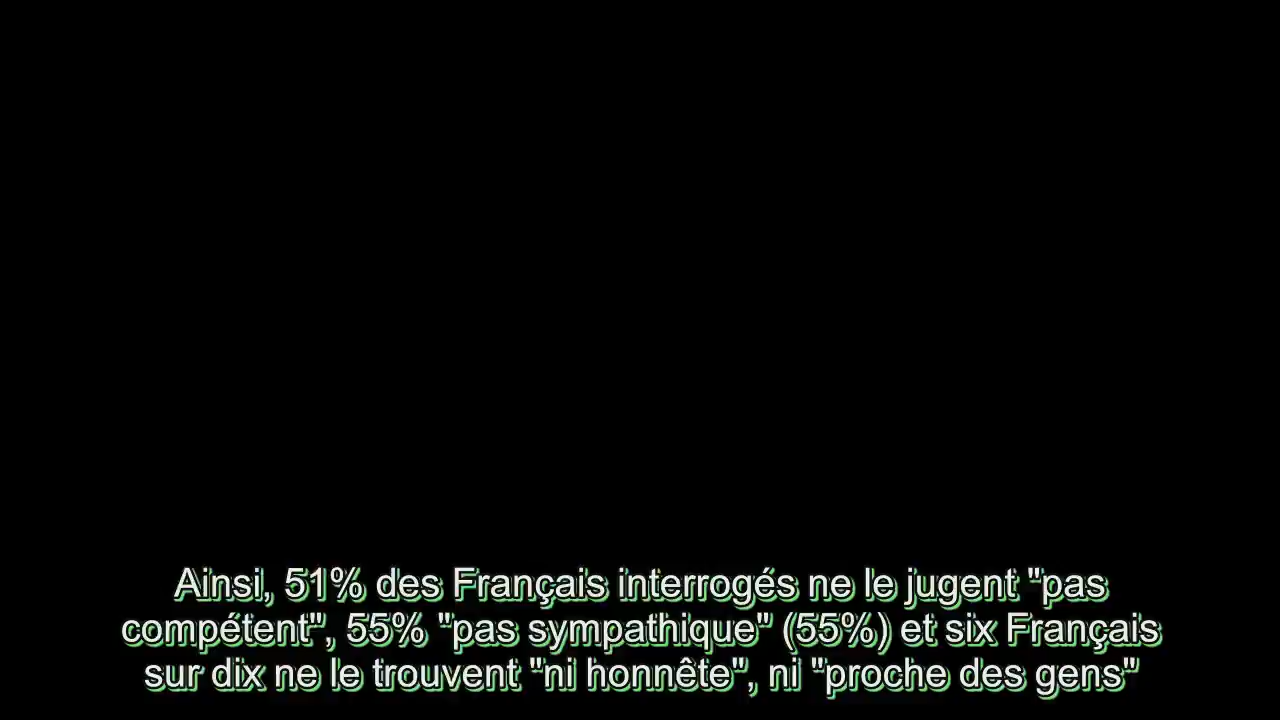 Ainsi, 51% des Français interrogés ne le jugent "pas
compétent", 55% "pas sympathique" (55%) et six Français
sur dix ne le trouvent "ni honnête", ni "proche des gens"